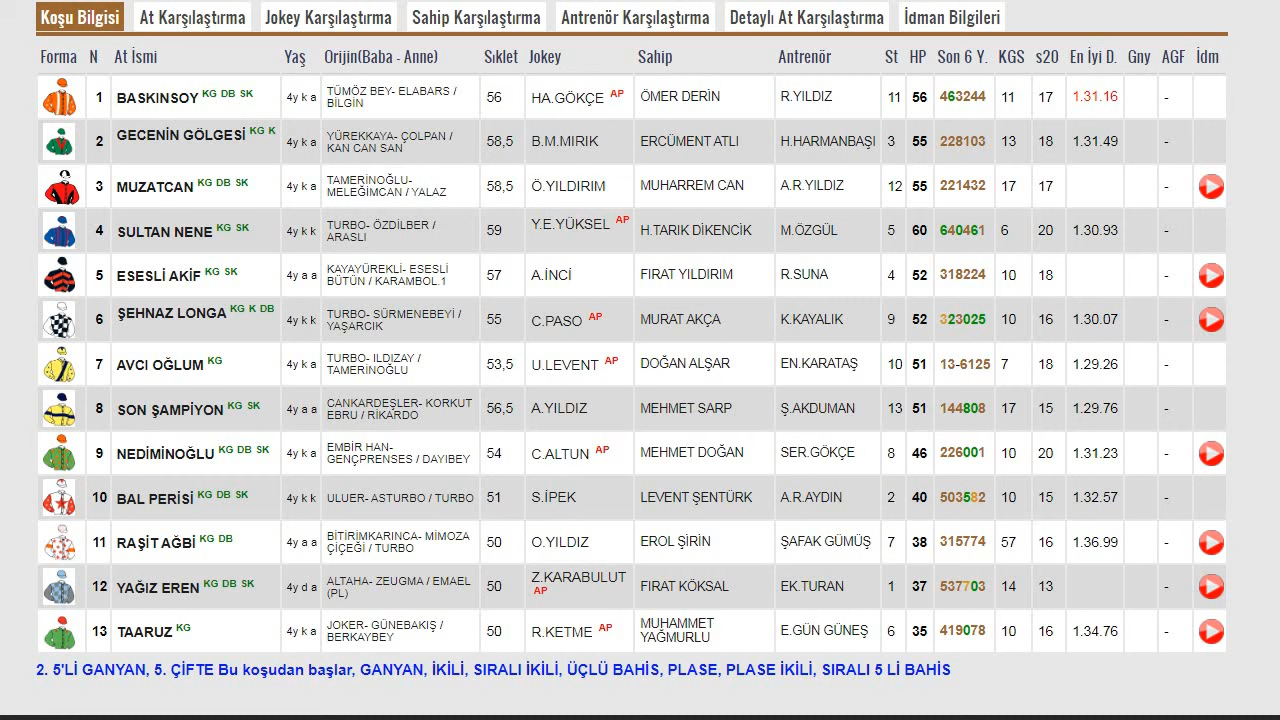 Koşu Bilgisi At Karşılaştırma Jokey Karşılaştırma Sahip Karşılaştırma Antrenör Karşılaştırma Detaylı At Karşılaştırma İdman Bilgileri
Forma N At İsmi Yaş Orijin(Baba - Anne) Sıklet Jokey Sahip Antrenör St HP Son 6 Y. KGS s20 En İyi D. Gny AGF İdm
1 BASKINSOY KG DB SK 4y k a TÜMÖZ BEY- ELABARS / BİLGİN 56 HA.GÖKÇE AP ÖMER DERİN R.YILDIZ 11 56 463244 11 17 1.31.16 -
2 GECENİN GÖLGESİ KG K 4y k a YÜREKKAYA- ÇOLPAN / KAN CAN SAN 58,5 B.M.MIRIK ERCÜMENT ATLI H.HARMANBAŞI 3 55 228103 13 18 1.31.49 -
3 MUZATCAN KG DB SK 4y k a TAMERİNOĞLU- MELEĞİMCAN / YALAZ 58,5 Ö.YILDIRIM MUHARREM CAN A.R.YILDIZ 12 55 221432 17 17 -
4 SULTAN NENE KG SK 4y k k TURBO- ÖZDİLBER / ARASLI 59 Y.E.YÜKSEL AP H.TARIK DİKENCİK M.ÖZGÜL 5 60 640461 6 20 1.30.93 -
5 ESESLİ AKİF KG SK 4y a a KAYAYÜREKLİ- ESESLİ BÜTÜN / KARAMBOL.1 57 A.İNCİ FIRAT YILDIRIM R.SUNA 4 52 318224 10 18 -
6 ŞEHNAZ LONGA KG K DB 4y k k TURBO- SÜRMENEBEYİ / YAŞARCIK 55 C.PASO AP MURAT AKÇA K.KAYALIK 9 52 323025 10 16 1.30.07 -
7 AVCI OĞLUM KG 4y k a TURBO- ILDIZAY / TAMERİNOĞLU 53,5 U.LEVENT AP DOĞAN ALŞAR EN.KARATAŞ 10 51 13-6125 7 18 1.29.26 -
8 SON ŞAMPİYON KG SK 4y a a CANKARDEŞLER- KORKUT EBRU / RİKARDO 56,5 A.YILDIZ MEHMET SARP Ş.AKDUMAN 13 51 144808 17 15 1.29.76 -
9 NEDİMİNOĞLU KG DB SK 4y k a EMBİR HAN- GENÇPRENSES / DAYIBEY 54 C.ALTUN AP MEHMET DOĞAN SER.GÖKÇE 8 46 226001 10 20 1.31.23 -
10 BAL PERİSİ KG DB SK 4y k k ULUER- ASTURBO / TURBO 51 S.İPEK LEVENT ŞENTÜRK A.R.AYDIN 2 40 503582 10 15 1.32.57 -
11 RAŞİT AĞBİ KG DB 4y a a BİTİRİMKARINCA- MİMOZA ÇİÇEĞİ / TURBO 50 O.YILDIZ EROL ŞİRİN ŞAFAK GÜMÜŞ 7 38 315774 57 16 1.36.99 -
12 YAĞIZ EREN KG DB SK 4y d a ALTAHA- ZEUGMA / EMAEL (PL) 50 Z.KARABULUT AP FIRAT KÖKSAL EK.TURAN 1 37 537703 14 13 -
13 TAARUZ KG 4y k a JOKER- GÜNEBAKIŞ / BERKAYBEY 50 R.KETME AP MUHAMMET YAĞMURLU E.GÜN GÜNEŞ 6 35 419078 10 16 1.34.76 -
2. 5'Lİ GANYAN, 5. ÇİFTE Bu koşudan başlar, GANYAN, İKİLİ, SIRALI İKİLİ, ÜÇLÜ BAHİS, PLASE, PLASE İKİLİ, SIRALI 5 Lİ BAHİS